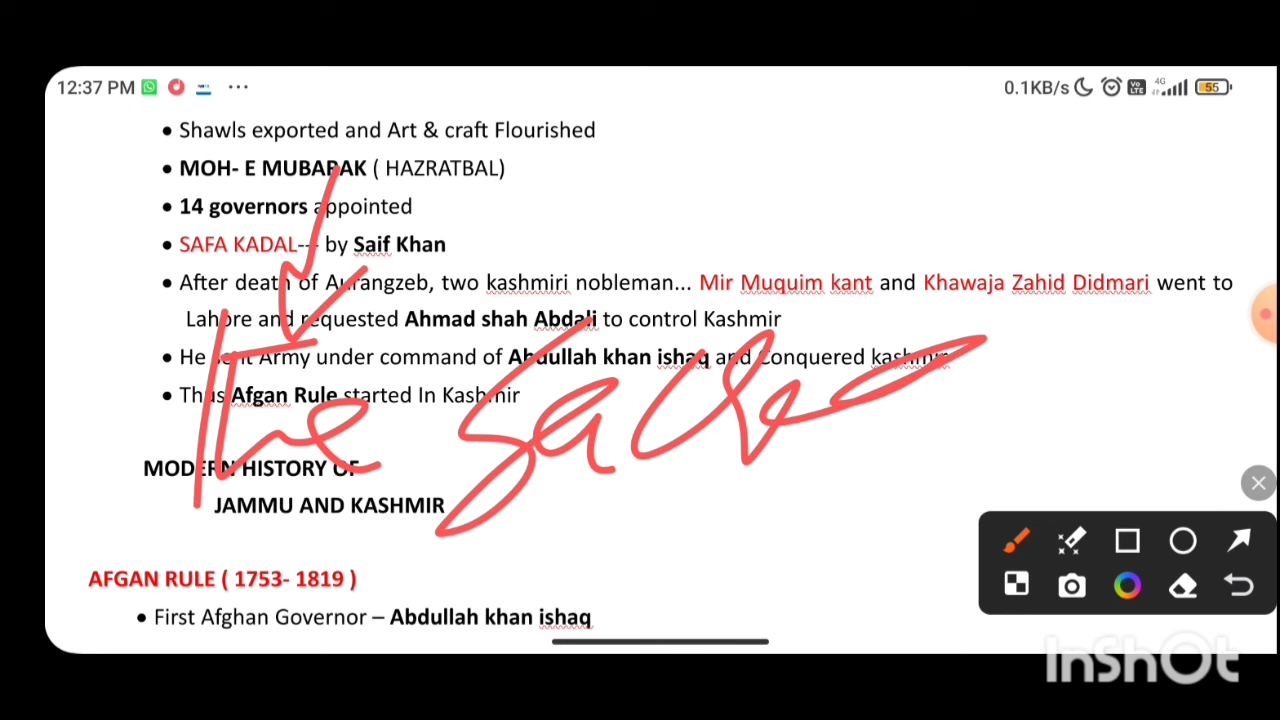 12:37 PM ... 0.1KB/s Vo LTE 4G 55
• Shawls exported and Art & craft Flourished
• MOH- E MUBARAK ( HAZRATBAL)
• 14 governors appointed
• SAFA KADAL--- by Saif Khan
• After death of Aurangzeb, two kashmiri nobleman... Mir Muquim kant and Khawaja Zahid Didmari went to
Lahore and requested Ahmad shah Abdali to control Kashmir
• He sent Army under command of Abdullah khan ishaq and Conquered kashmir
• Thus Afgan Rule started In Kashmir
The
MODERN HISTORY OF
JAMMU AND KASHMIR
AFGAN RULE ( 1753- 1819 )
• First Afghan Governor – Abdullah khan ishaq
InShOt